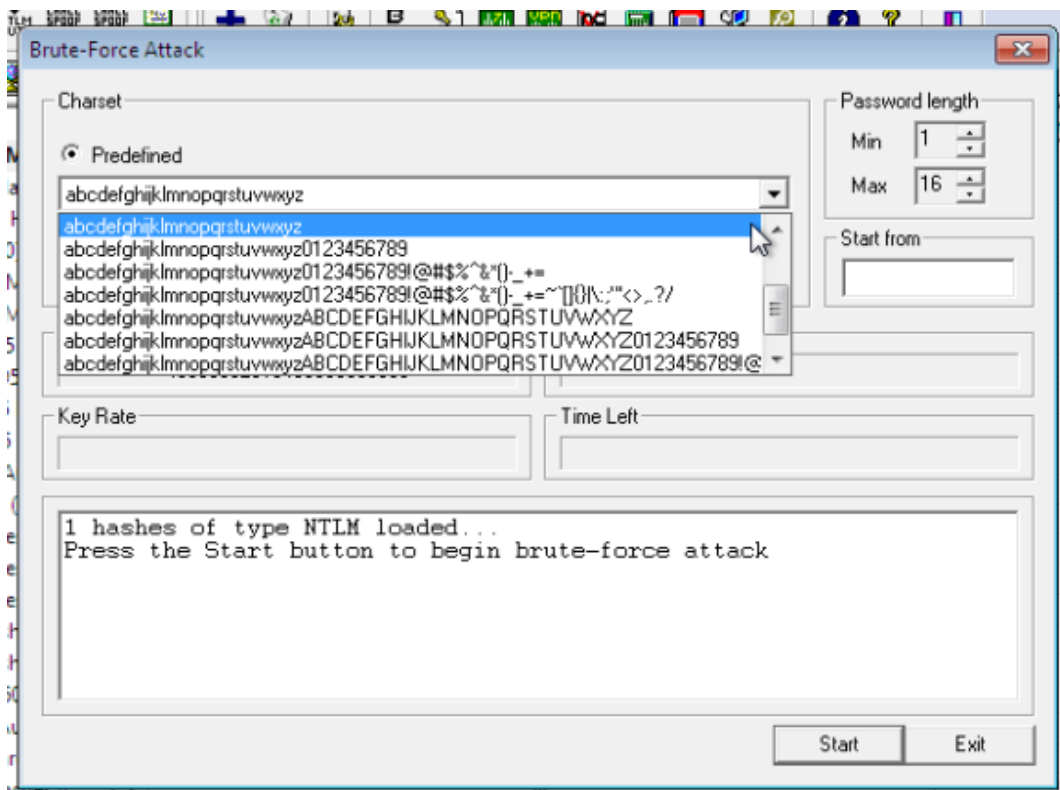 Brute-Force Attack
Charset
Predefined
abcdefghijklmnopqrstuvwxyz
abcdefghijklmnopqrstuvwxyz
abcdefghijklmnopqrstuvwxyz0123456789
abcdefghijklmnopqrstuvwxyz0123456789!@#$%^&*()-_+=
abcdefghijklmnopqrstuvwxyz0123456789!@#$%^&*()-_+=~`[]{}|\:;"'<>,.?/
abcdefghijklmnopqrstuvwxyzABCDEFGHIJKLMNOPQRSTUVWXYZ
abcdefghijklmnopqrstuvwxyzABCDEFGHIJKLMNOPQRSTUVWXYZ0123456789
abcdefghijklmnopqrstuvwxyzABCDEFGHIJKLMNOPQRSTUVWXYZ0123456789!@
Password length
Min 1
Max 16
Start from
Key Rate
Time Left
1 hashes of type NTLM loaded...
Press the Start button to begin brute-force attack
Start
Exit